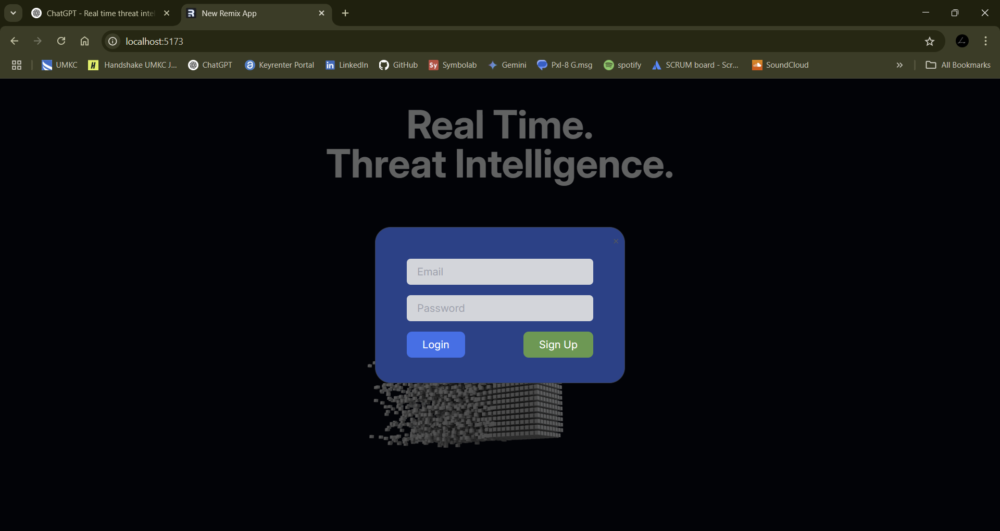 ChatGPT - Real time threat inte
New Remix App
localhost:5173
UMKC
H Handshake UMKC J...
ChatGPT
a Keyrenter Portal
in LinkedIn
GitHub
Sy Symbolab
Gemini
Pxl-8 G.msg
spotify
SCRUM board - Scr...
SoundCloud
All Bookmarks
Real Time.
Threat Intelligence.
Email
Password
Login
Sign Up